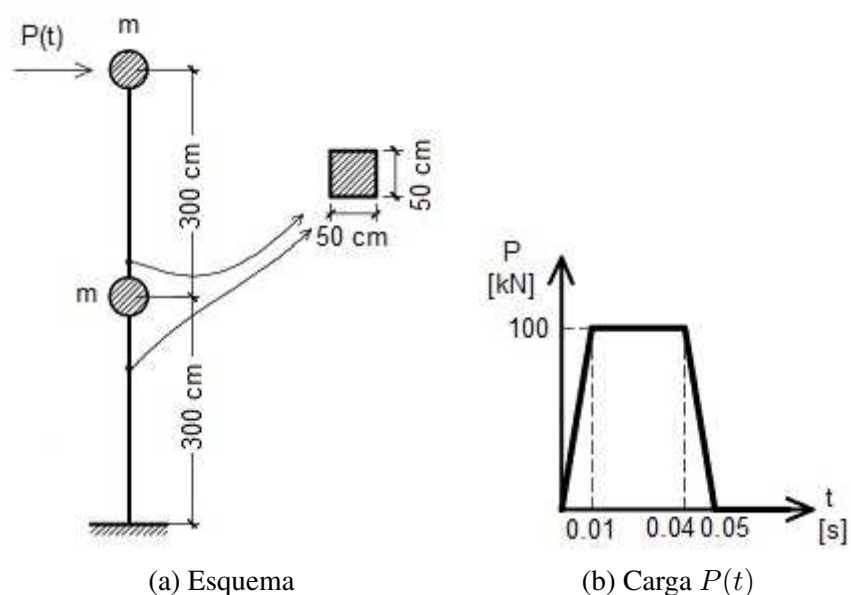 m
P(t)
300 cm
50 cm
50 cm
m
300 cm
P
[kN]
100
0.01
0.04
0.05
t
[s]
(a) Esquema
(b) Carga P(t)